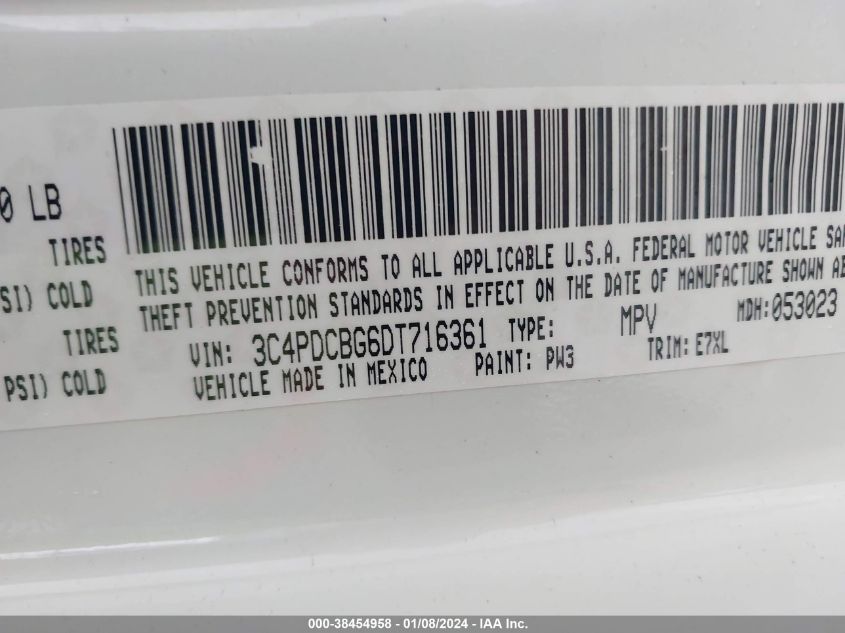 0 LB
TIRES
SI) COLD
TIRES
PSI) COLD
THIS VEHICLE CONFORMS TO ALL APPLICABLE U.S.A. FEDERAL MOTOR VEHICLE SA
THEFT PREVENTION STANDARDS IN EFFECT ON THE DATE OF MANUFACTURE SHOWN AB
VIN: 3C4PDCBG6DT716361 TYPE: MPV MDH:053023
VEHICLE MADE IN MEXICO PAINT: PW3 TRIM: E7XL
000-38454958 - 01/08/2024 - IAA Inc.